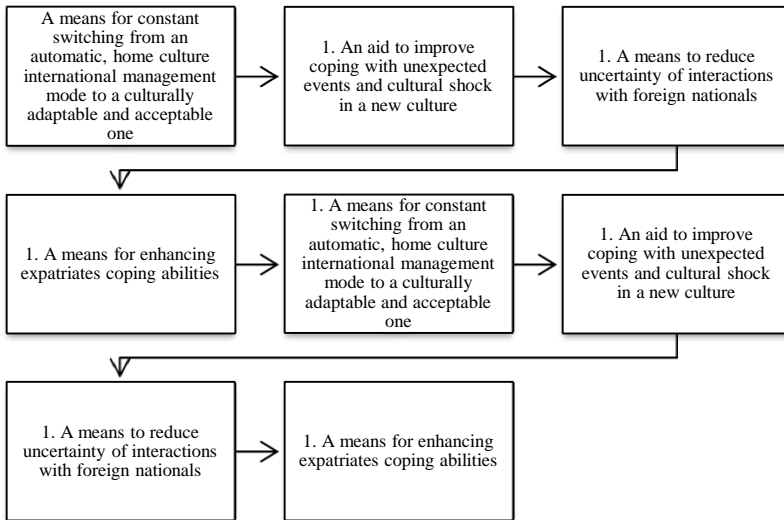 A means for constant
switching from an
automatic, home culture
international management
mode to a culturally
adaptable and acceptable
one
1. An aid to improve
coping with unexpected
events and cultural shock
in a new culture
1. A means to reduce
uncertainty of interactions
with foreign nationals
1. A means for enhancing
expatriates coping abilities
1. A means for constant
switching from an
automatic, home culture
international management
mode to a culturally
adaptable and acceptable
one
1. An aid to improve
coping with unexpected
events and cultural shock
in a new culture
1. A means to reduce
uncertainty of interactions
with foreign nationals
1. A means for enhancing
expatriates coping abilities